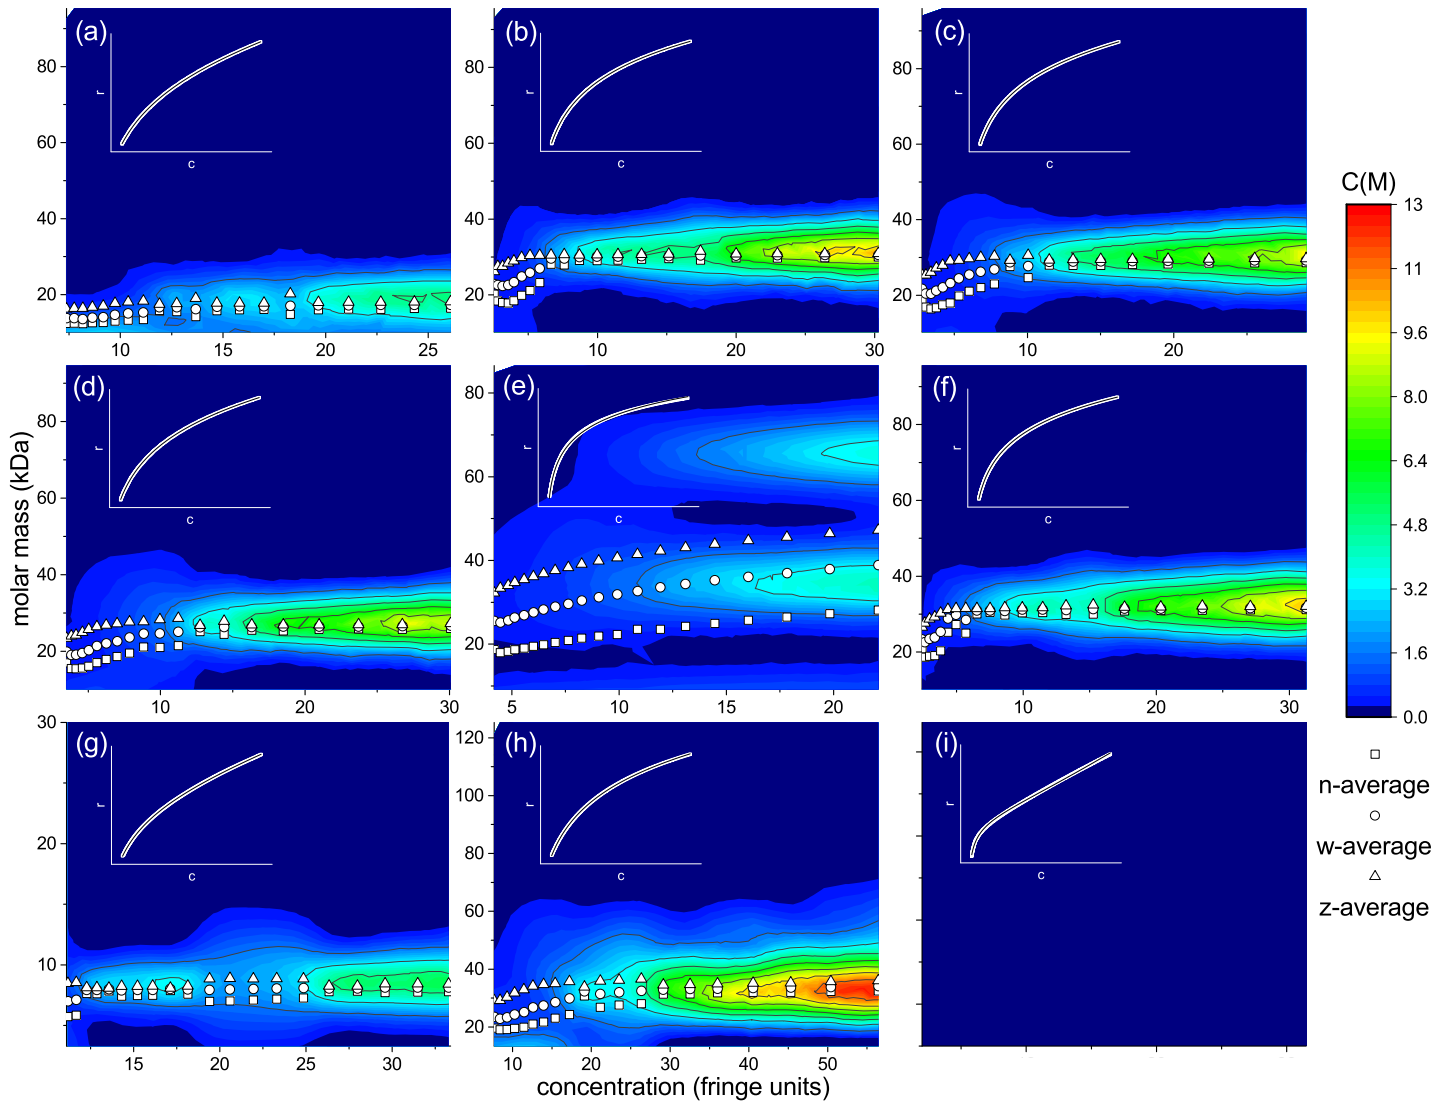 (a)
(b)
(c)
80
60
40
20
r
c
10
15
20
25
80
60
40
20
r
c
10
20
30
80
60
40
20
r
c
10
20
C(M)
13
11
9.6
8.0
6.4
4.8
3.2
1.6
0.0
(d)
(e)
(f)
molar mass (kDa)
80
60
40
20
r
c
10
20
30
80
60
40
20
r
c
5
10
15
20
80
60
40
20
r
c
10
20
30
(g)
(h)
(i)
30
20
10
r
c
15
20
25
30
120
100
80
60
40
20
r
c
10
20
30
40
50
r
c
n-average
w-average
z-average
concentration (fringe units)